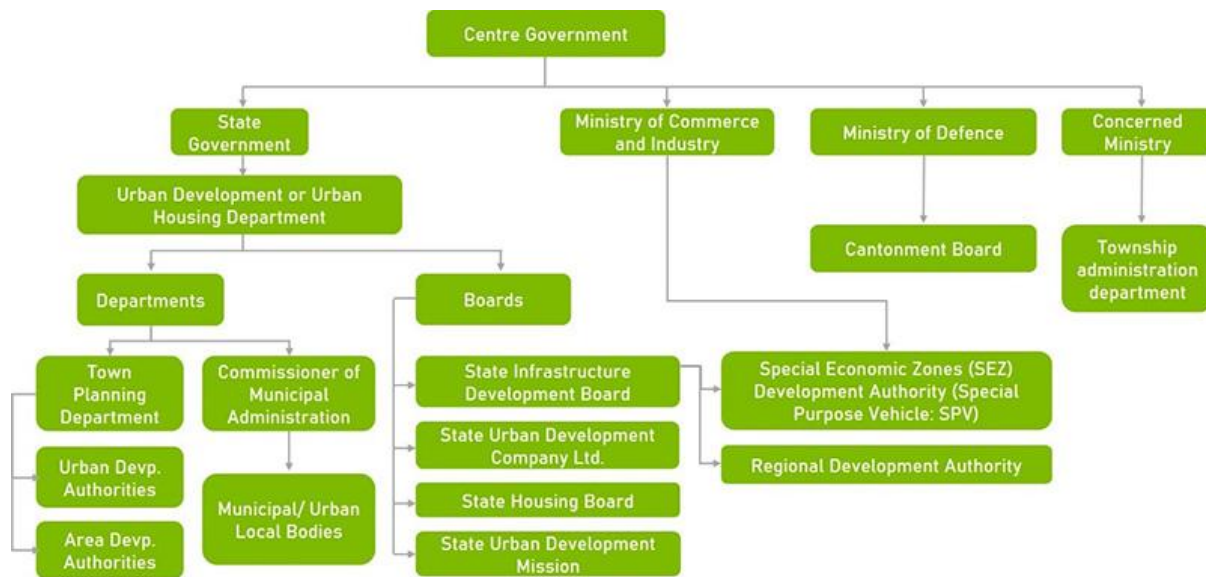 Centre Government
State
Government
Ministry of Commerce
and Industry
Ministry of Defence
Concerned
Ministry
Urban Development or Urban
Housing Department
Cantonment Board
Township
administration
department
Departments
Boards
Town
Planning
Department
Commissioner of
Municipal
Administration
State Infrastructure
Development Board
Special Economic Zones (SEZ)
Development Authority (Special
Purpose Vehicle: SPV)
State Urban Development
Company Ltd.
Regional Development Authority
Urban Devp.
Authorities
Municipal/ Urban
Local Bodies
State Housing Board
Area Devp.
Authorities
State Urban Development
Mission